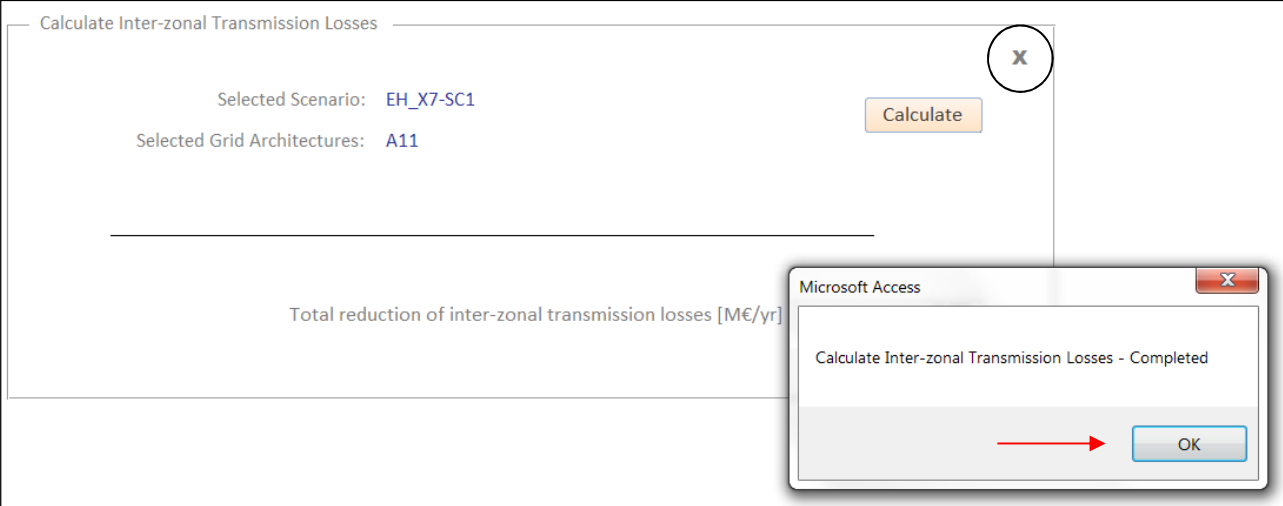 Calculate Inter-zonal Transmission Losses
x
Selected Scenario: EH_X7-SC1
Calculate
Selected Grid Architectures: A11
Total reduction of inter-zonal transmission losses [M€/yr]
Microsoft Access
X
Calculate Inter-zonal Transmission Losses - Completed
OK